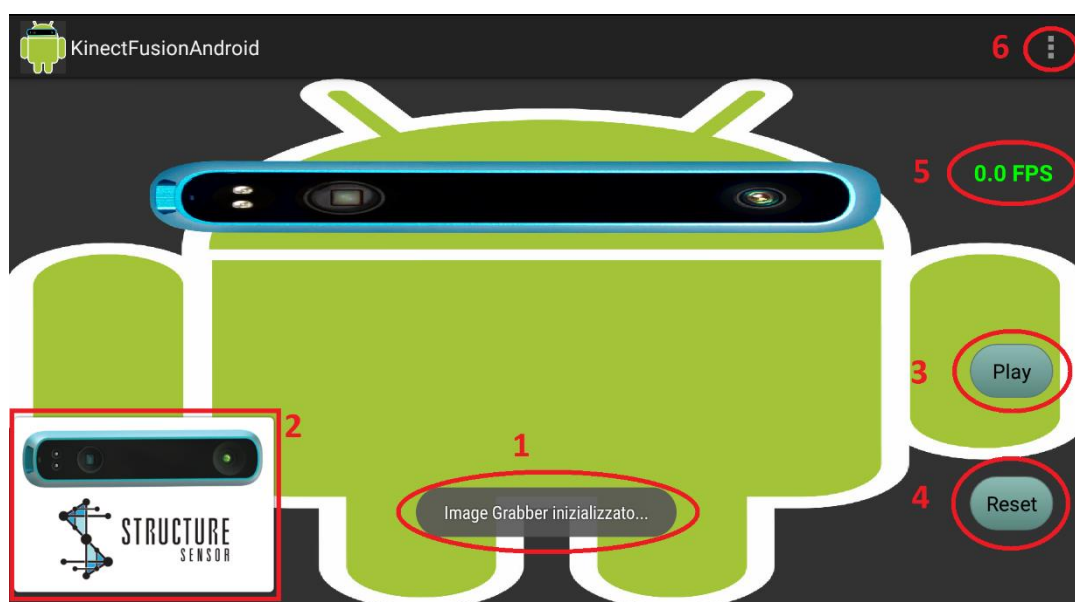 KinectFusionAndroid
6
5
0.0 FPS
3
Play
2
1
4
Image Grabber inizializzato...
Reset
STRUCTURE
SENSOR